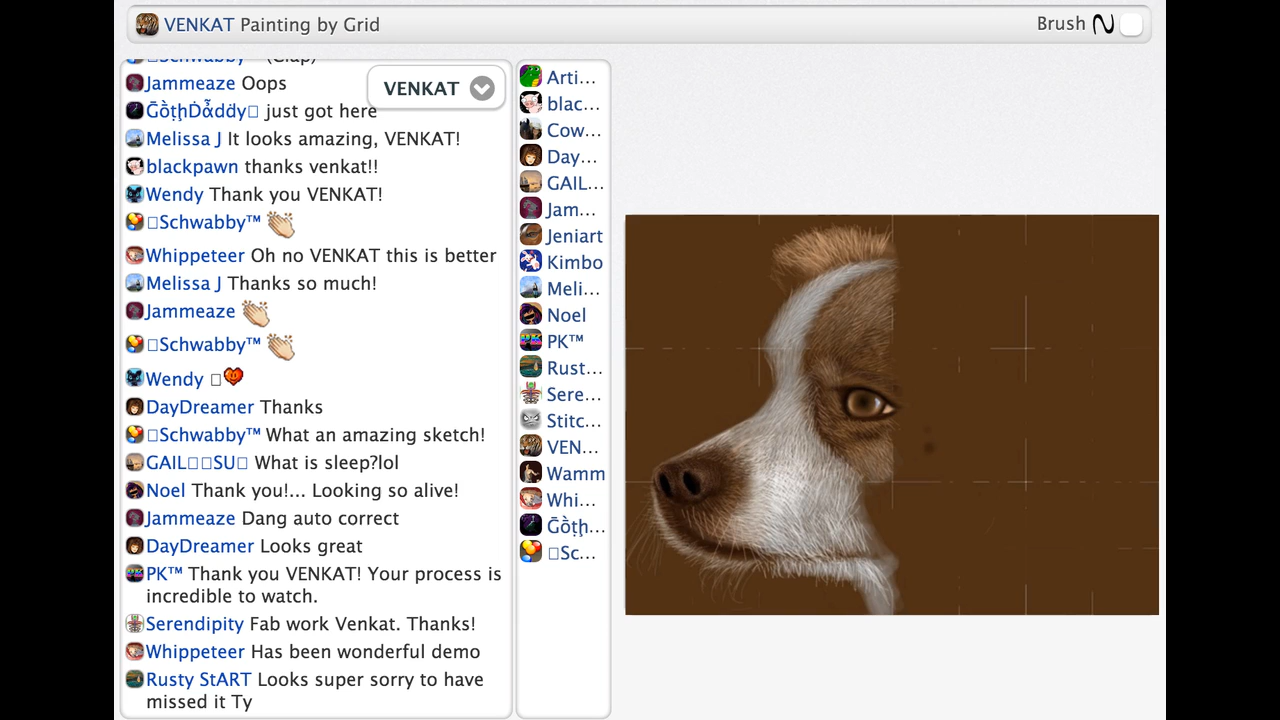 VENKAT Painting by Grid
Brush
(Clap)
VENKAT
Jammeaze Oops
just got here
Melissa J It looks amazing, VENKAT!
blackpawn thanks venkat!!
Wendy Thank you VENKAT!
Schwabby™ 👏
Whippeteer Oh no VENKAT this is better
Melissa J Thanks so much!
Jammeaze 👏
Schwabby™ 👏
Wendy
DayDreamer Thanks
Schwabby™ What an amazing sketch!
GAIL SU What is sleep?lol
Noel Thank you!... Looking so alive!
Jammeaze Dang auto correct
DayDreamer Looks great
PK™ Thank you VENKAT! Your process is
incredible to watch.
Serendipity Fab work Venkat. Thanks!
Whippeteer Has been wonderful demo
Rusty StART Looks super sorry to have
missed it Ty
Arti...
blac...
Cow...
Day...
GAIL...
Jam...
Jeniart
Kimbo
Meli...
Noel
PK™
Rust...
Sere...
Stitc...
VEN...
Wamm
Whi...
Sc...